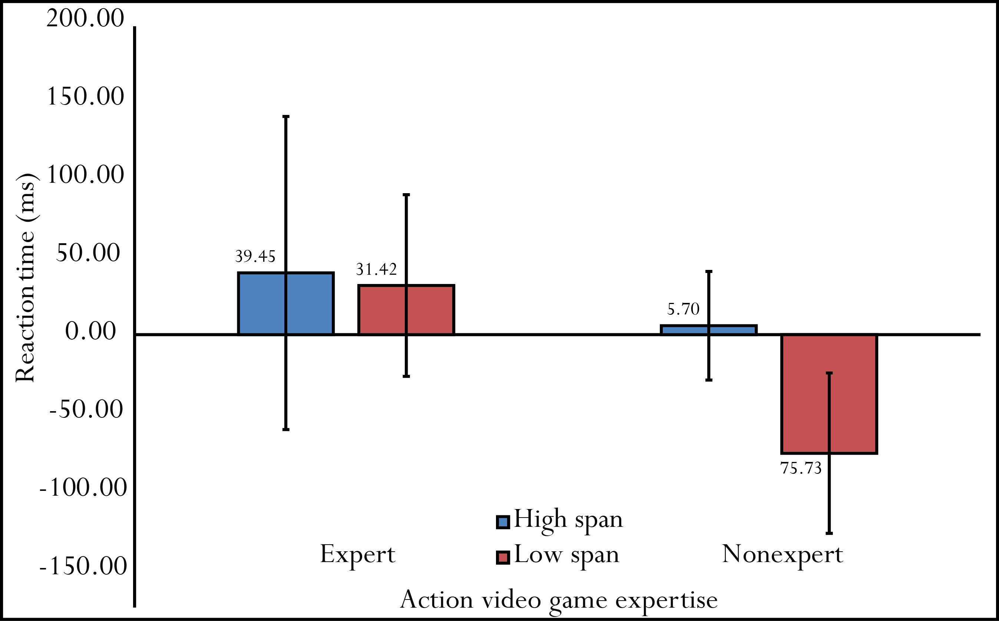 200.00
150.00
100.00
50.00
0.00
-50.00
-100.00
-150.00
Reaction time (ms)
39.45
31.42
5.70
75.73
High span
Low span
Expert
Nonexpert
Action video game expertise